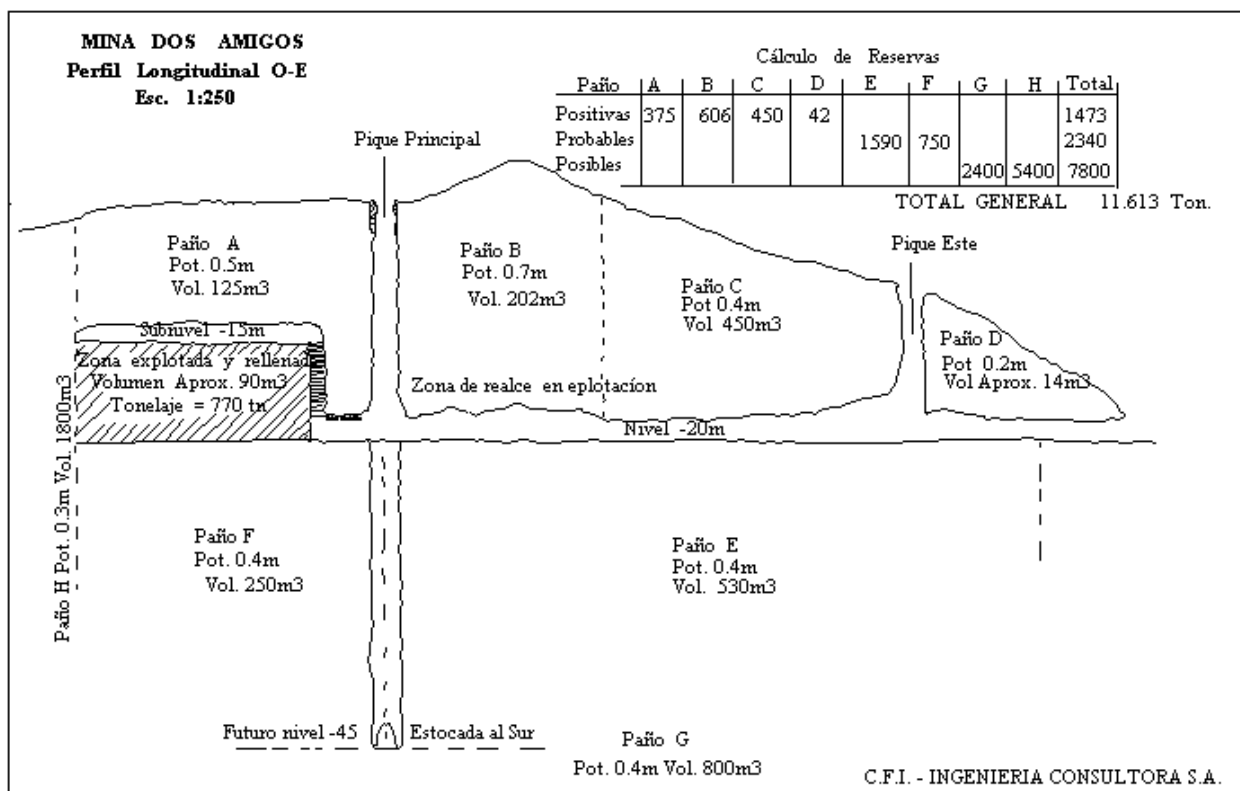 MINA DOS AMIGOS
Perfil Longitudinal O-E
Esc. 1:250
Cálculo de Reservas
Paño A B C D E F G H Total
Positivas 375 606 450 42 1473
Probables 1590 750 2340
Posibles 2400 5400 7800
TOTAL GENERAL 11.613 Ton.
Pique Principal
Pique Este
Paño A
Pot. 0.5m
Vol. 125m3
Paño B
Pot. 0.7m
Vol. 202m3
Paño C
Pot 0.4m
Vol 450m3
Paño D
Pot 0.2m
Vol Aprox. 14m3
Subnivel -15m
Zona explotada y rellenad
Volumen Aprox. 90m3
Tonelaje = 770 tn
Zona de realce en eplotacíon
Nivel -20m
Paño H Pot. 0.3m Vol. 1800m3
Paño F
Pot. 0.4m
Vol. 250m3
Paño E
Pot. 0.4m
Vol. 530m3
Futuro nivel -45 Estocada al Sur
Paño G
Pot. 0.4m Vol. 800m3
C.F.I. - INGENIERIA CONSULTORA S.A.